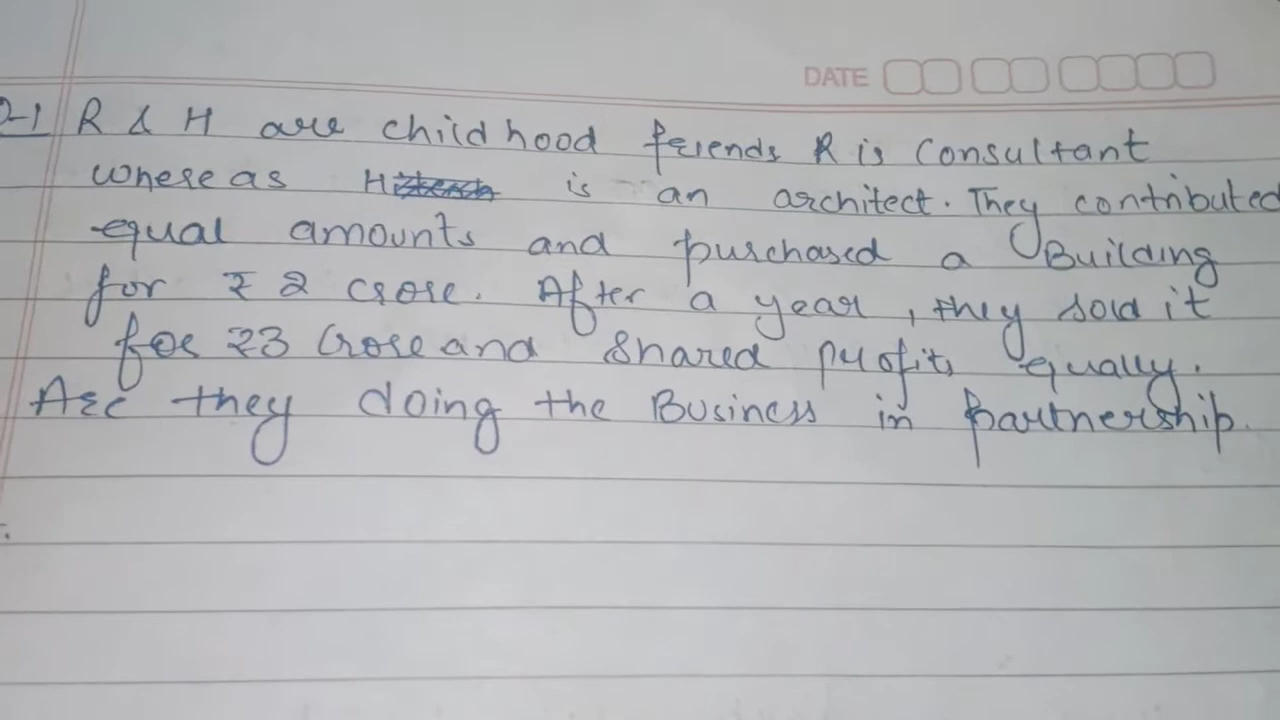 DATE
Q-1 R & H are childhood friends R is Consultant
whereas H is an architect. They contributed
equal amounts and purchased a Building
for ₹ 2 crore. After a year, they sold it
for ₹3 Crore and shared profits equally.
Are they doing the Business in partnership.